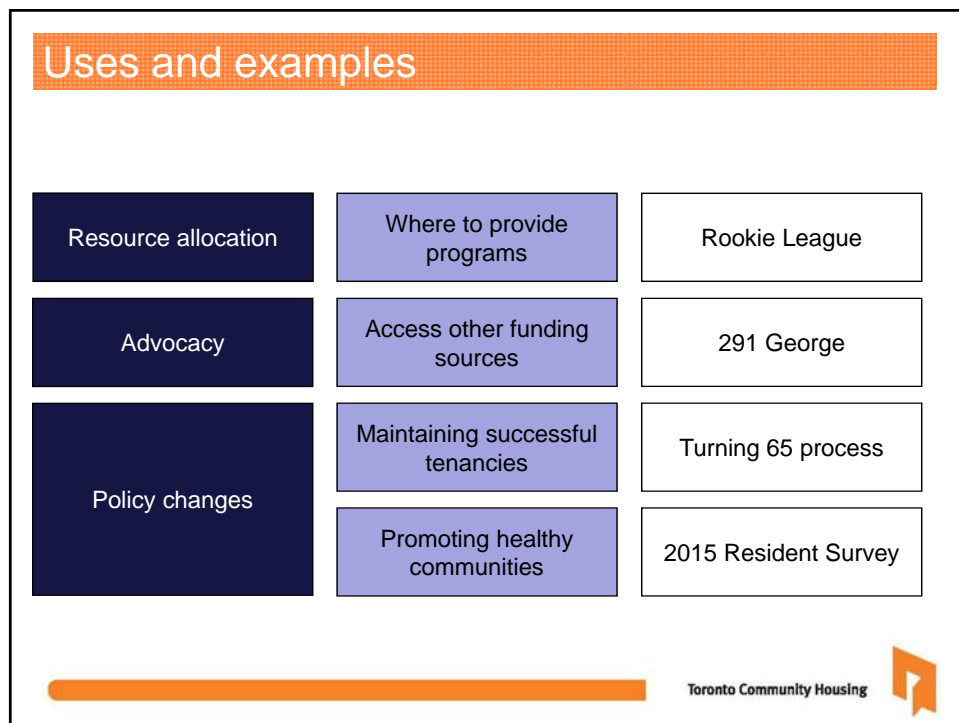 Uses and examples
Resource allocation
Where to provide
programs
Rookie League
Advocacy
Access other funding
sources
291 George
Policy changes
Maintaining successful
tenancies
Turning 65 process
Promoting healthy
communities
2015 Resident Survey
Toronto Community Housing